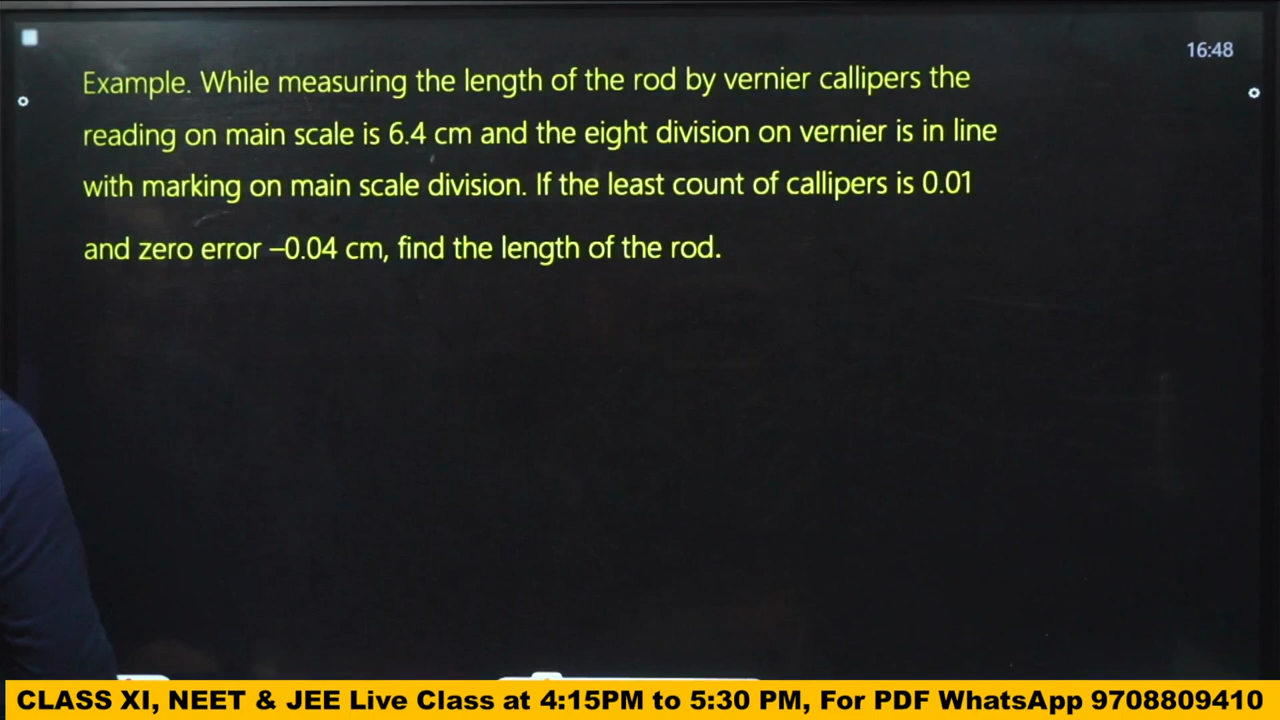 16:48
Example. While measuring the length of the rod by vernier callipers the
reading on main scale is 6.4 cm and the eight division on vernier is in line
with marking on main scale division. If the least count of callipers is 0.01
and zero error –0.04 cm, find the length of the rod.
CLASS XI, NEET & JEE Live Class at 4:15PM to 5:30 PM, For PDF WhatsApp 9708809410